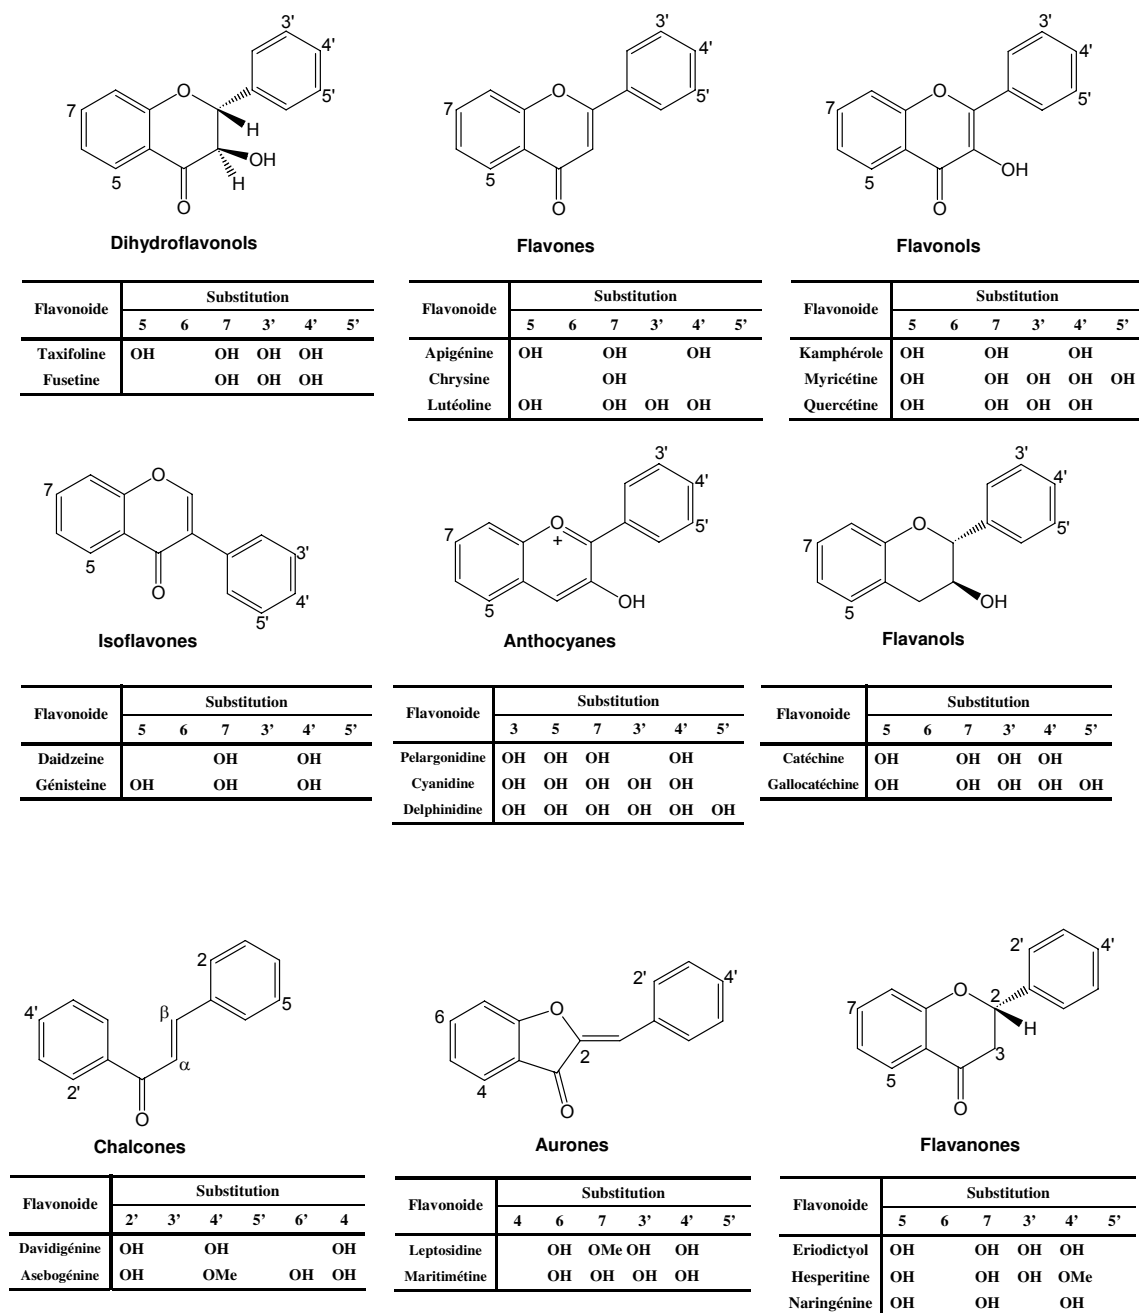 3' 3' 3'
4' 4' 4'
O O O
7 5' 7 5' 7 5'
H
OH
H OH
5 5 5
O O O
Dihydroflavonols Flavones Flavonols
Flavonoide Substitution
5 6 7 3’ 4’ 5’
Taxifoline OH OH OH OH
Fusetine OH OH OH
Flavonoide Substitution
5 6 7 3’ 4’ 5’
Apigénine OH OH OH
Chrysine OH
Lutéoline OH OH OH OH
Flavonoide Substitution
5 6 7 3’ 4’ 5’
Kamphérole OH OH OH
Myricétine OH OH OH OH OH
Quercétine OH OH OH OH
3' 3'
O 4' 4'
7 O 5' O 5'
+
7 7
5 3'
O OH OH
4' 5 5
5'
Isoflavones Anthocyanes Flavanols
Flavonoide Substitution
5 6 7 3’ 4’ 5’
Daidzeine OH OH
Génisteine OH OH OH
Flavonoide Substitution
3 5 7 3’ 4’ 5’
Pelargonidine OH OH OH OH
Cyanidine OH OH OH OH OH
Delphinidine OH OH OH OH OH OH
Flavonoide Substitution
5 6 7 3’ 4’ 5’
Catéchine OH OH OH OH
Gallocatéchine OH OH OH OH OH
2 2' 4' 2' 4'
5
4' β 6 O 7 O 2
H
α 2 3
2' 4 5
O O O
Chalcones Aurones Flavanones
Flavonoide Substitution
2’ 3’ 4’ 5’ 6’ 4
Davidigénine OH OH OH
Asebogénine OH OMe OH OH
Flavonoide Substitution
4 6 7 3’ 4’ 5’
Leptosidine OH OMe OH OH
Maritimétine OH OH OH OH
Flavonoide Substitution
5 6 7 3’ 4’ 5’
Eriodictyol OH OH OH OH
Hesperitine OH OH OH OMe
Naringénine OH OH OH